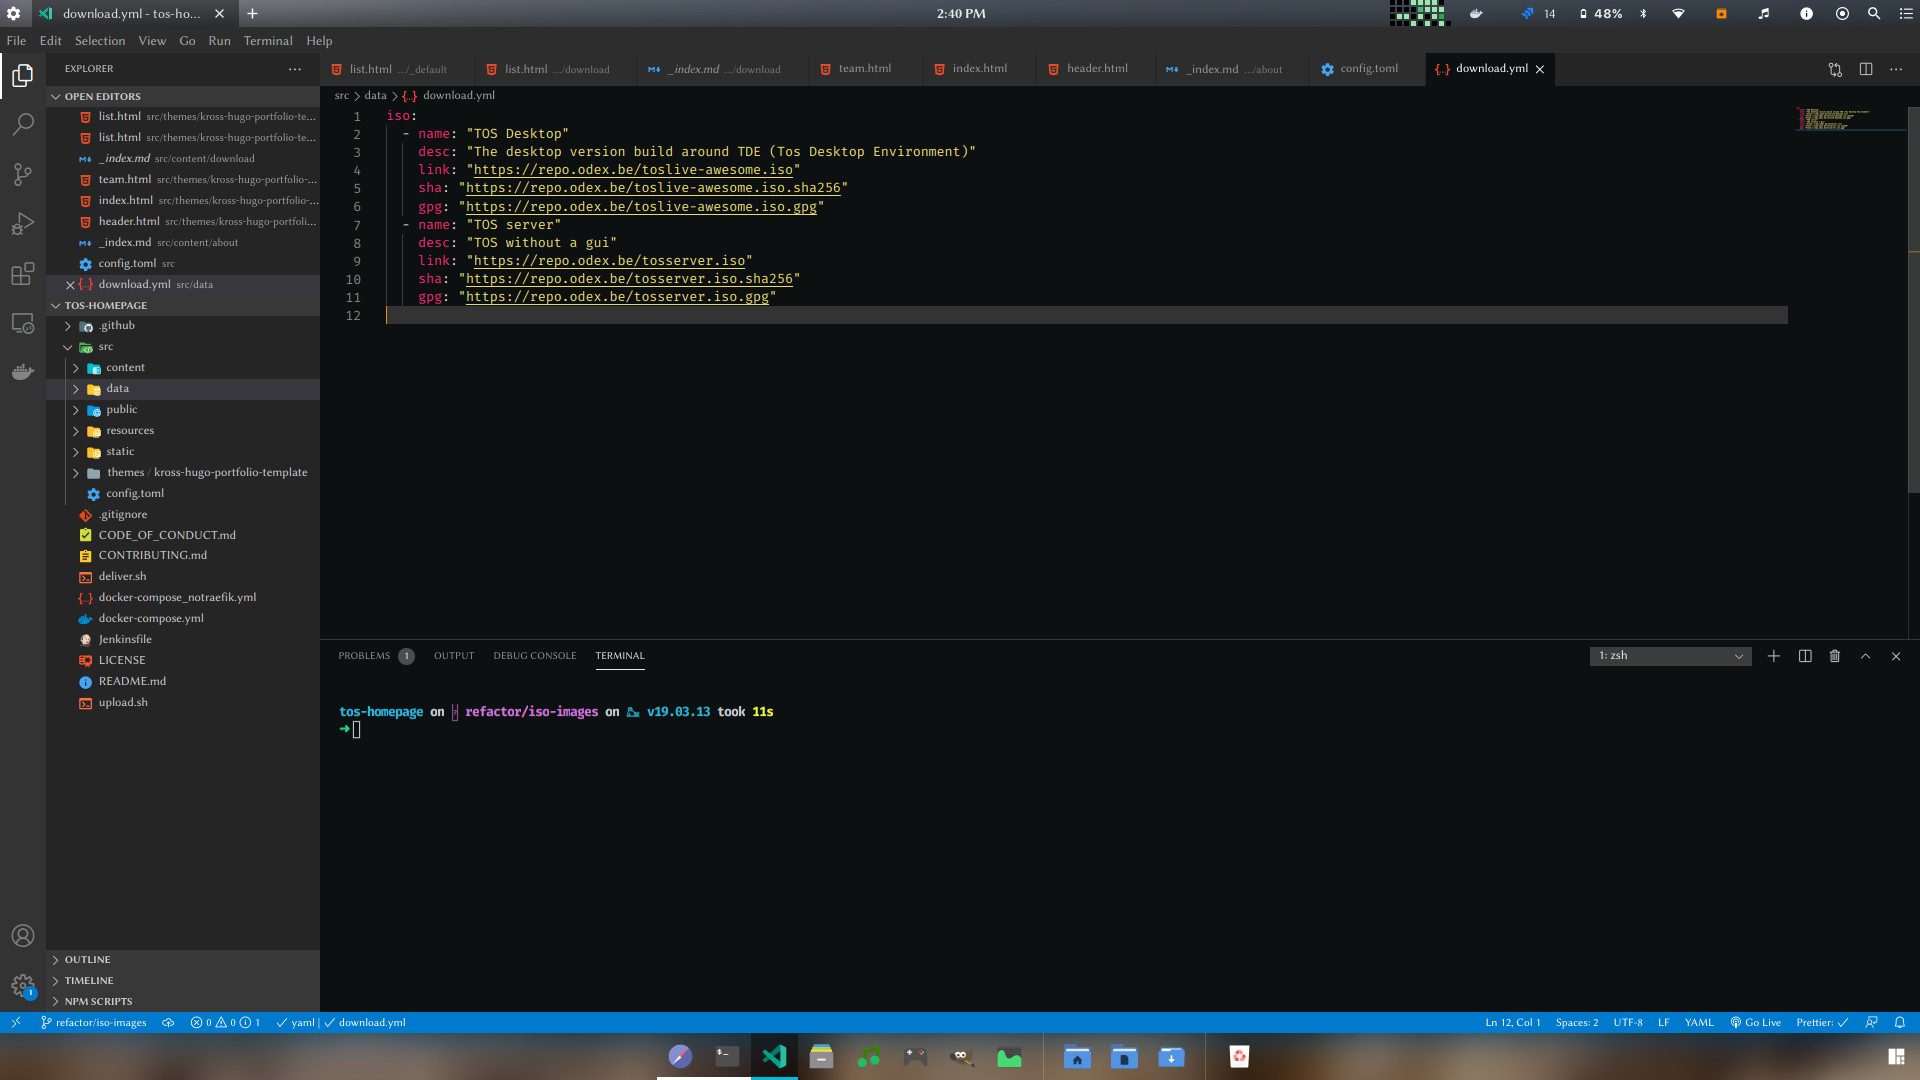 download.yml - tos-ho...
2:40 PM
14
48%
File Edit Selection View Go Run Terminal Help
EXPLORER
OPEN EDITORS
list.html src/themes/kross-hugo-portfolio-te...
list.html src/themes/kross-hugo-portfolio-te...
_index.md src/content/download
team.html src/themes/kross-hugo-portfolio-...
index.html src/themes/kross-hugo-portfolio-...
header.html src/themes/kross-hugo-portfoli...
_index.md src/content/about
config.toml src
download.yml src/data
TOS-HOMEPAGE
.github
src
content
data
public
resources
static
themes / kross-hugo-portfolio-template
config.toml
.gitignore
CODE_OF_CONDUCT.md
CONTRIBUTING.md
deliver.sh
docker-compose_notraefik.yml
docker-compose.yml
Jenkinsfile
LICENSE
README.md
upload.sh
OUTLINE
TIMELINE
NPM SCRIPTS
1
list.html .../_default
list.html .../download
_index.md .../download
team.html
index.html
header.html
_index.md .../about
config.toml
download.yml
src > data > {..} download.yml
1 iso:
2 - name: "TOS Desktop"
3 desc: "The desktop version build around TDE (Tos Desktop Environment)"
4 link: "https://repo.odex.be/toslive-awesome.iso"
5 sha: "https://repo.odex.be/toslive-awesome.iso.sha256"
6 gpg: "https://repo.odex.be/toslive-awesome.iso.gpg"
7 - name: "TOS server"
8 desc: "TOS without a gui"
9 link: "https://repo.odex.be/tosserver.iso"
10 sha: "https://repo.odex.be/tosserver.iso.sha256"
11 gpg: "https://repo.odex.be/tosserver.iso.gpg"
12
PROBLEMS 1 OUTPUT DEBUG CONSOLE TERMINAL
1: zsh
tos-homepage on refactor/iso-images on v19.03.13 took 11s
➜
refactor/iso-images 0 0 1 ✓ yaml | ✓ download.yml
Ln 12, Col 1 Spaces: 2 UTF-8 LF YAML Go Live Prettier: ✓